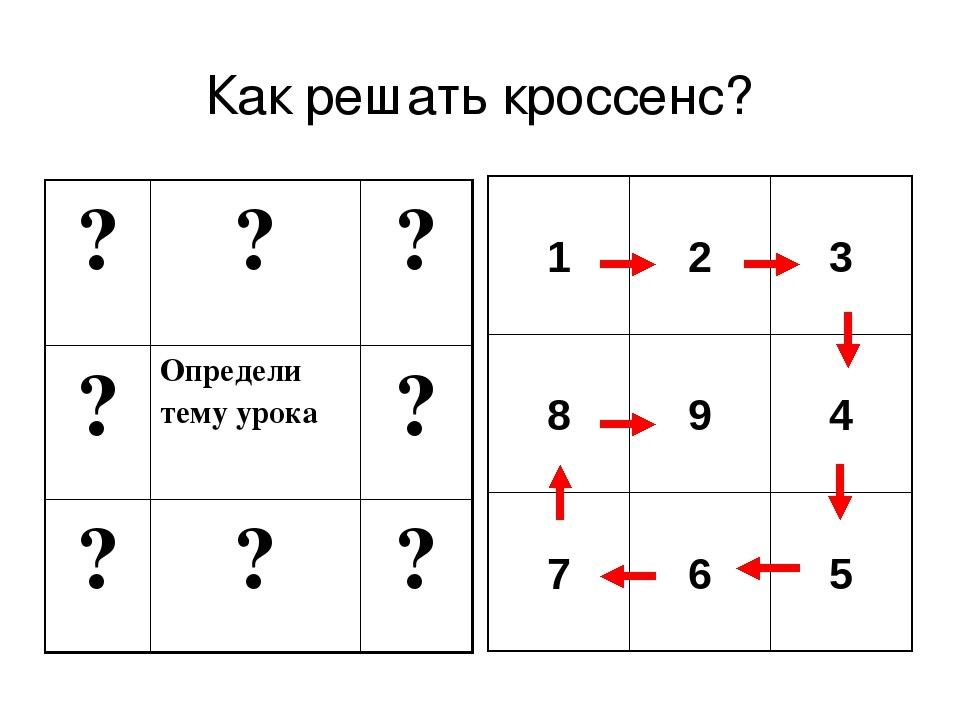 Как решать кроссенс?
? ? ?
? Определи тему урока ?
? ? ?
1 2 3
8 9 4
7 6 5